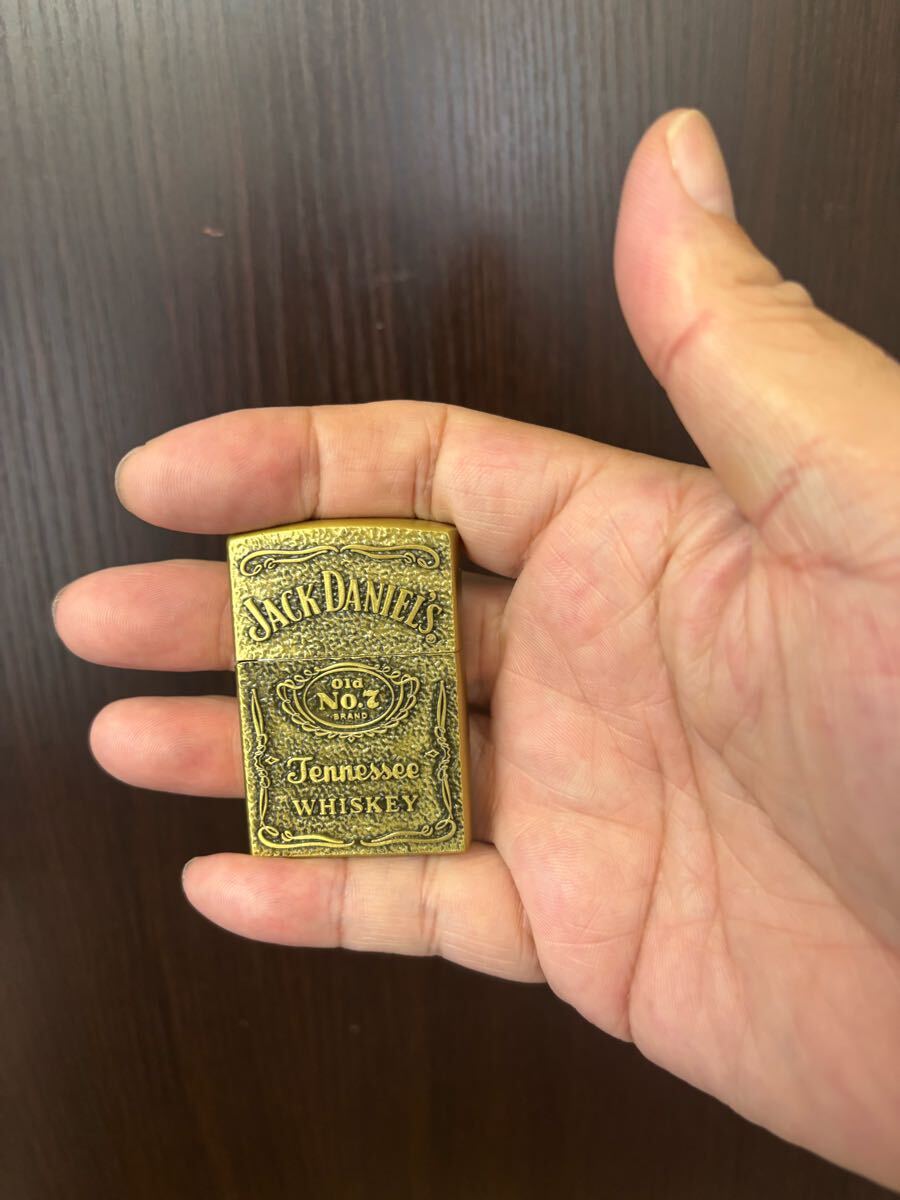 JACK DANIEL'S®
Old
NO.7
BRAND
Tennessee
WHISKEY